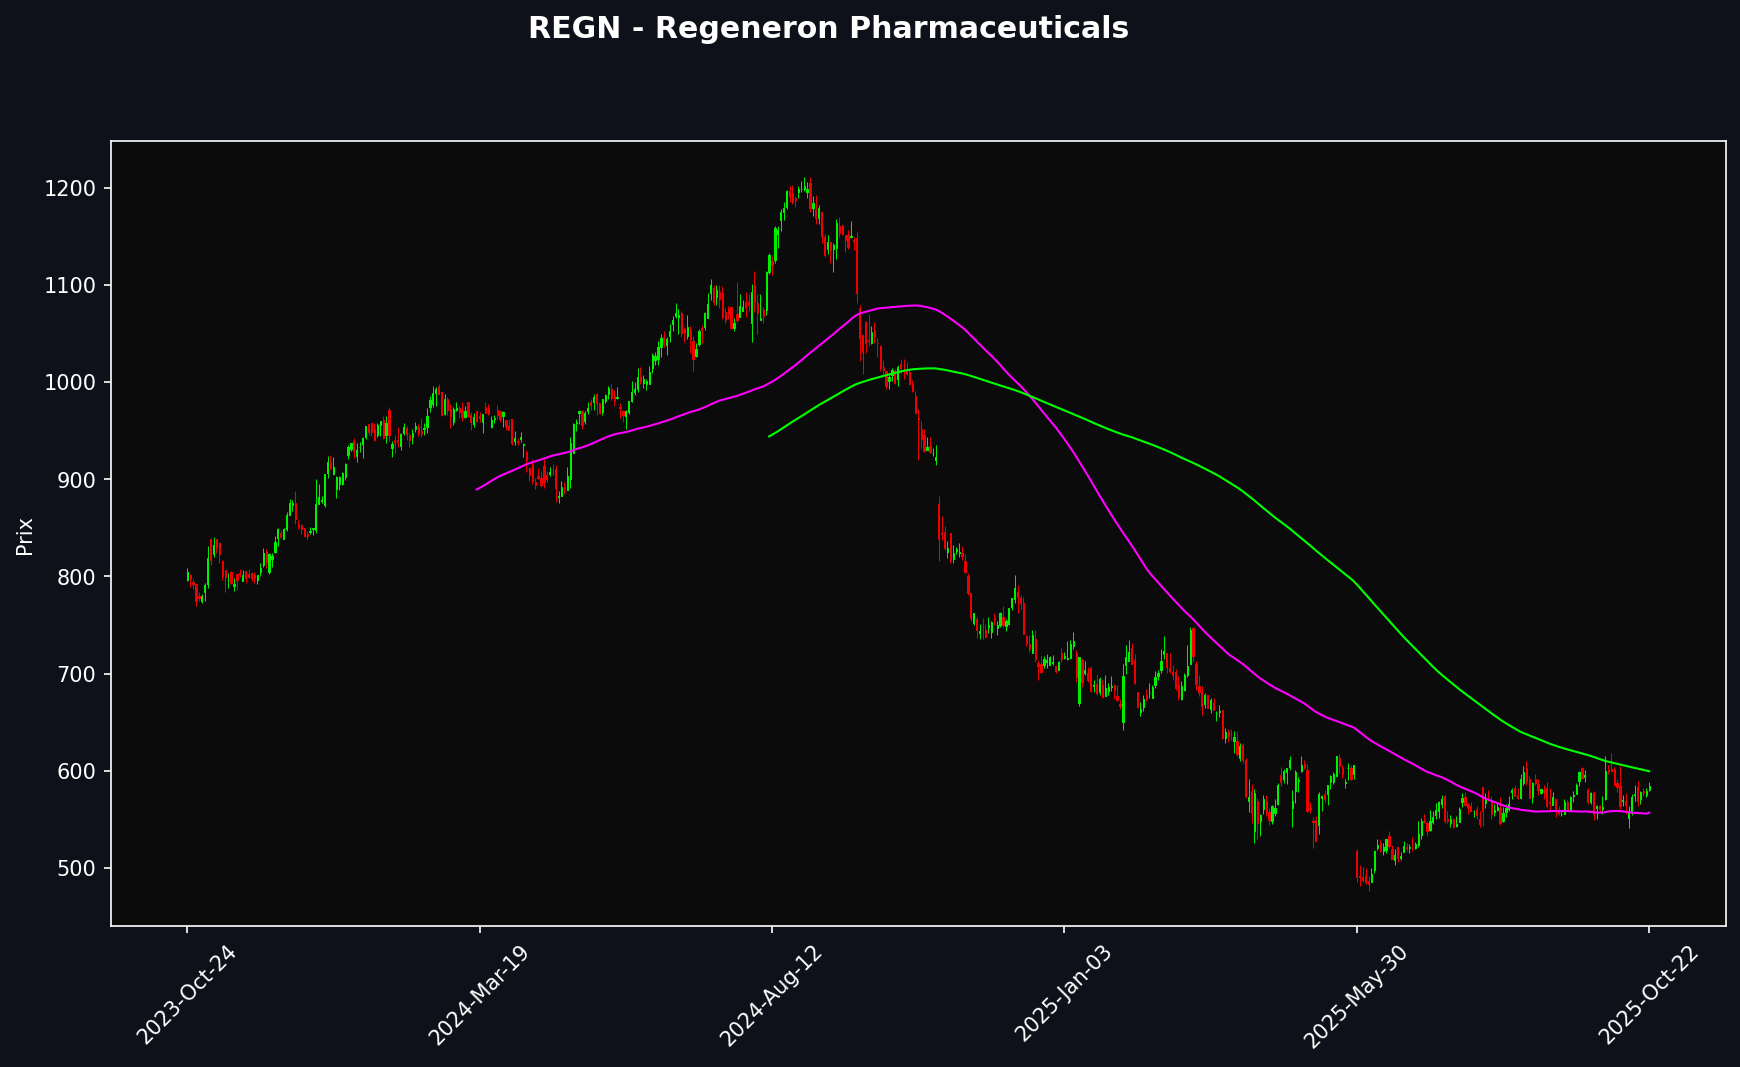 REGN - Regeneron Pharmaceuticals
Prix
1200
1100
1000
900
800
700
600
500
2023-Oct-24
2024-Mar-19
2024-Aug-12
2025-Jan-03
2025-May-30
2025-Oct-22